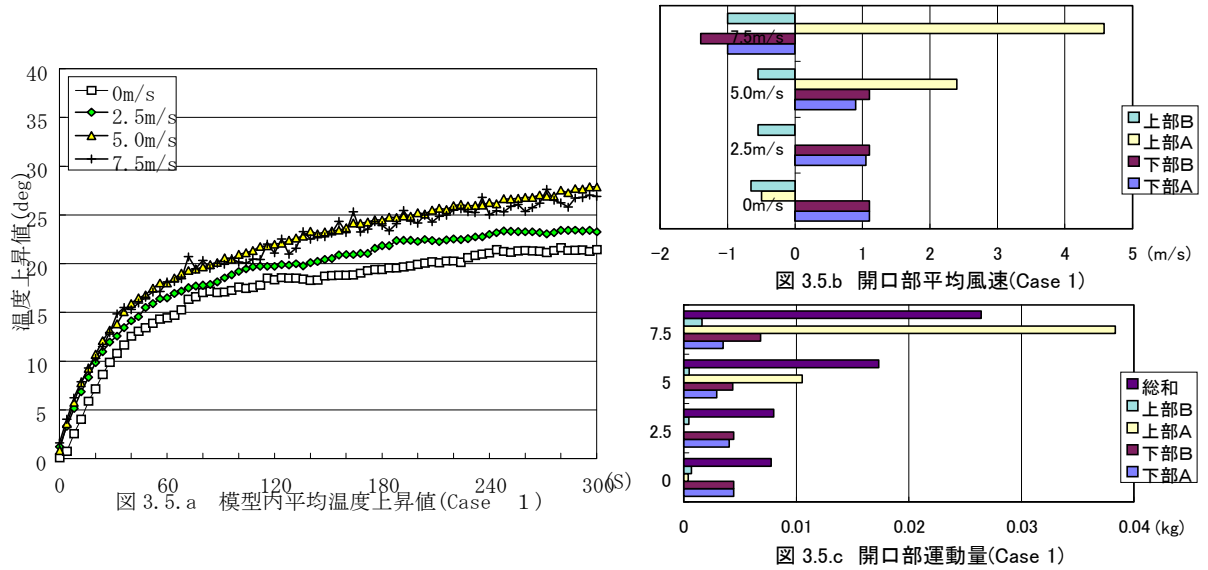 40
35
30
25
20
15
10
5
0
温度上昇値(deg)
0m/s
2.5m/s
5.0m/s
7.5m/s
0
60
120
180
240
300
(S)
図 3.5.a 模型内平均温度上昇値(Case 1)
7.5m/s
5.0m/s
2.5m/s
0m/s
上部B
上部A
下部B
下部A
−2 −1 0 1 2 3 4 5 (m/s)
図 3.5.b 開口部平均風速(Case 1)
7.5
5
2.5
0
総和
上部B
上部A
下部B
下部A
0 0.01 0.02 0.03 0.04 (kg)
図 3.5.c 開口部運動量(Case 1)